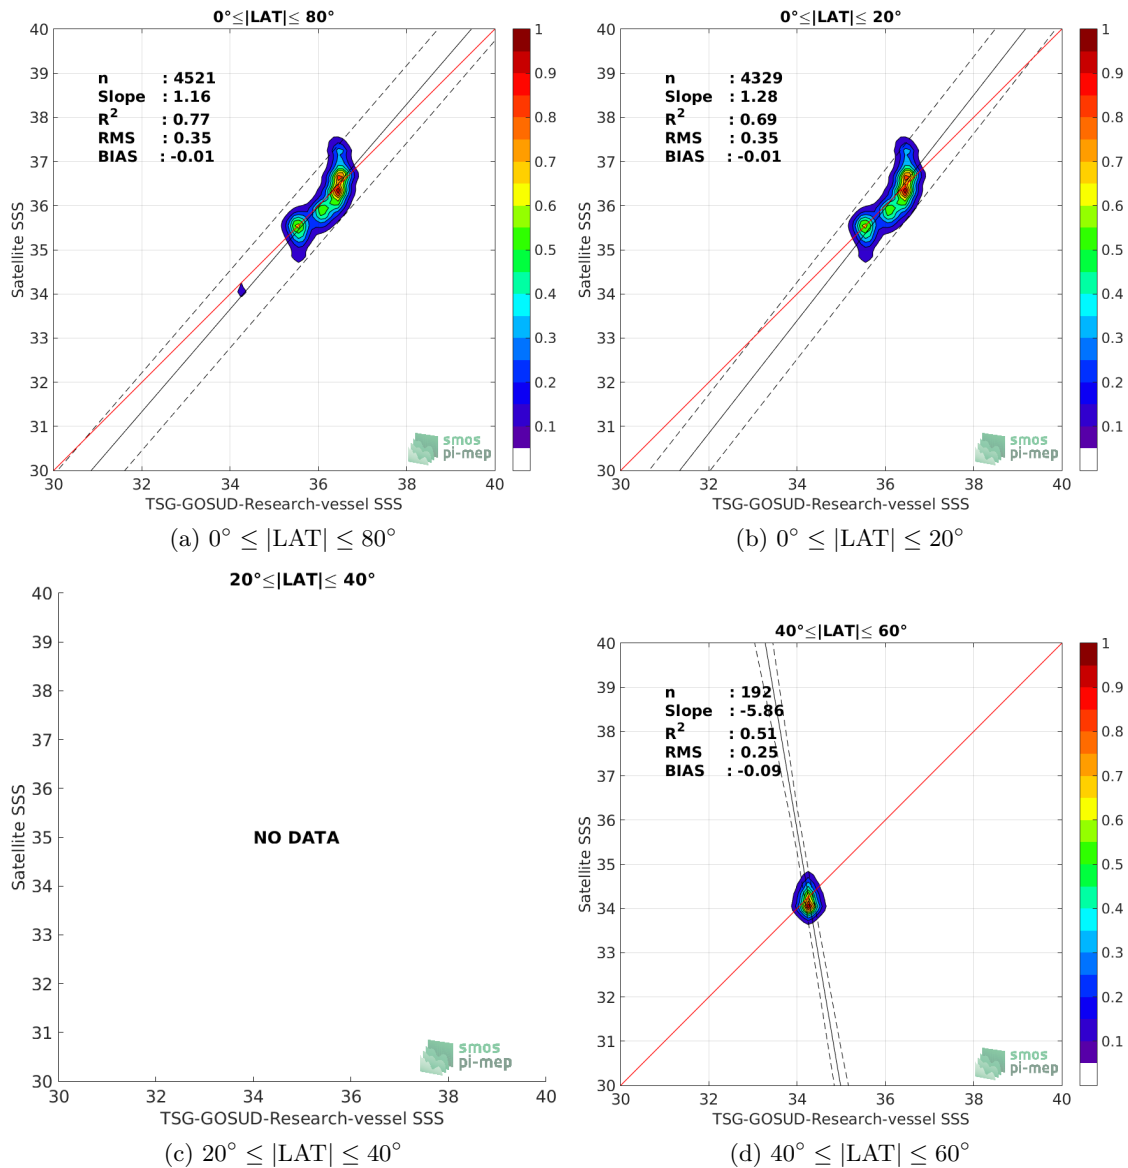 0°≤|LAT|≤ 80°
40
39
38
37
36
35
34
33
32
31
30
Satellite SSS
n : 4521
Slope : 1.16
R2 : 0.77
RMS : 0.35
BIAS : -0.01
smos
pi-mep
30 32 34 36 38 40
TSG-GOSUD-Research-vessel SSS
1
0.9
0.8
0.7
0.6
0.5
0.4
0.3
0.2
0.1
(a) 0° ≤ |LAT| ≤ 80°
0°≤|LAT|≤ 20°
40
39
38
37
36
35
34
33
32
31
30
Satellite SSS
n : 4329
Slope : 1.28
R2 : 0.69
RMS : 0.35
BIAS : -0.01
smos
pi-mep
30 32 34 36 38 40
TSG-GOSUD-Research-vessel SSS
1
0.9
0.8
0.7
0.6
0.5
0.4
0.3
0.2
0.1
(b) 0° ≤ |LAT| ≤ 20°
20°≤|LAT|≤ 40°
40
39
38
37
36
35
34
33
32
31
30
Satellite SSS
NO DATA
smos
pi-mep
30 32 34 36 38 40
TSG-GOSUD-Research-vessel SSS
(c) 20° ≤ |LAT| ≤ 40°
40°≤|LAT|≤ 60°
40
39
38
37
36
35
34
33
32
31
30
Satellite SSS
n : 192
Slope : -5.86
R2 : 0.51
RMS : 0.25
BIAS : -0.09
smos
pi-mep
30 32 34 36 38 40
TSG-GOSUD-Research-vessel SSS
1
0.9
0.8
0.7
0.6
0.5
0.4
0.3
0.2
0.1
(d) 40° ≤ |LAT| ≤ 60°